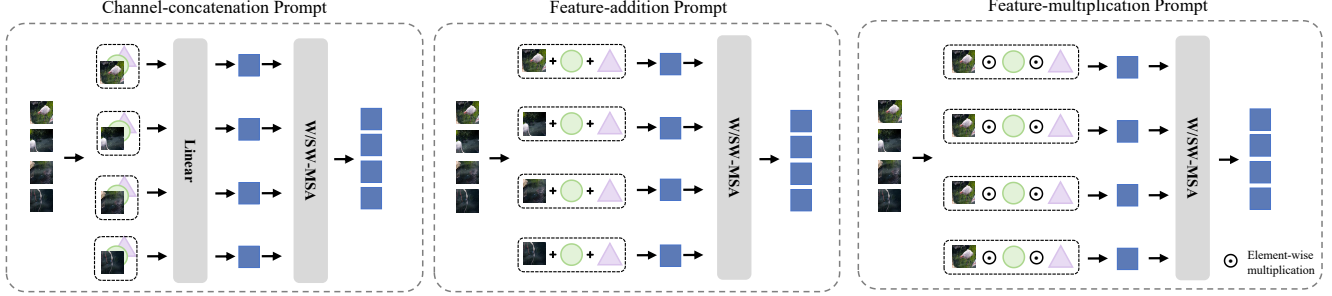 Channel-concatenation Prompt
Feature-addition Prompt
Feature-multiplication Prompt
Linear
W/SW-MSA
+ +
+ +
+ +
+ +
W/SW-MSA
W/SW-MSA
Element-wise
multiplication